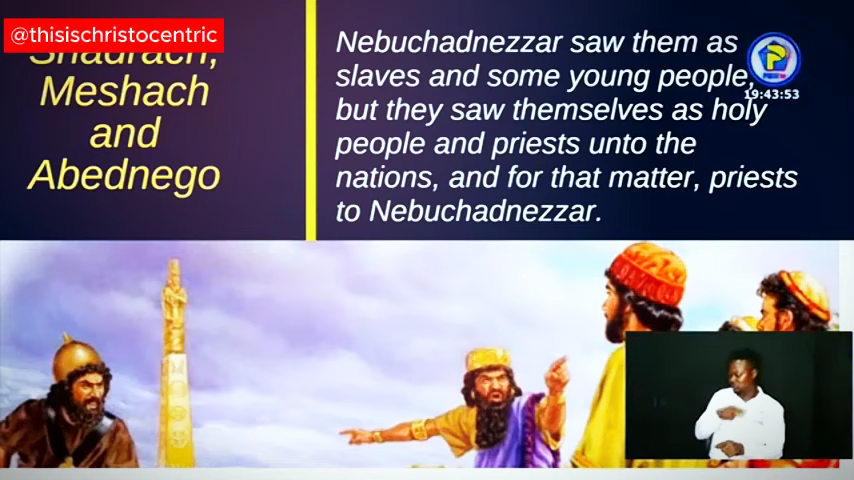 @thisischristocentric
Shadrach,
Meshach
and
Abednego
Nebuchadnezzar saw them as
slaves and some young people,
but they saw themselves as holy
people and priests unto the
nations, and for that matter, priests
to Nebuchadnezzar.
19:43:53